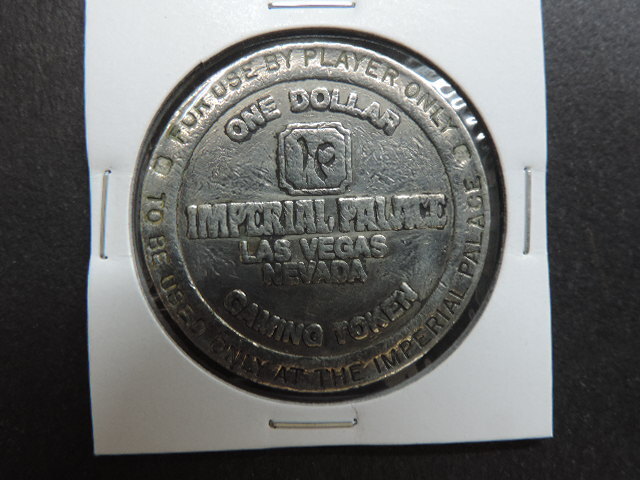 FOR USE BY PLAYER ONLY
ONE DOLLAR
IP
IMPERIAL PALACE
LAS VEGAS
NEVADA
GAMING TOKEN
TO BE USED ONLY AT THE IMPERIAL PALACE